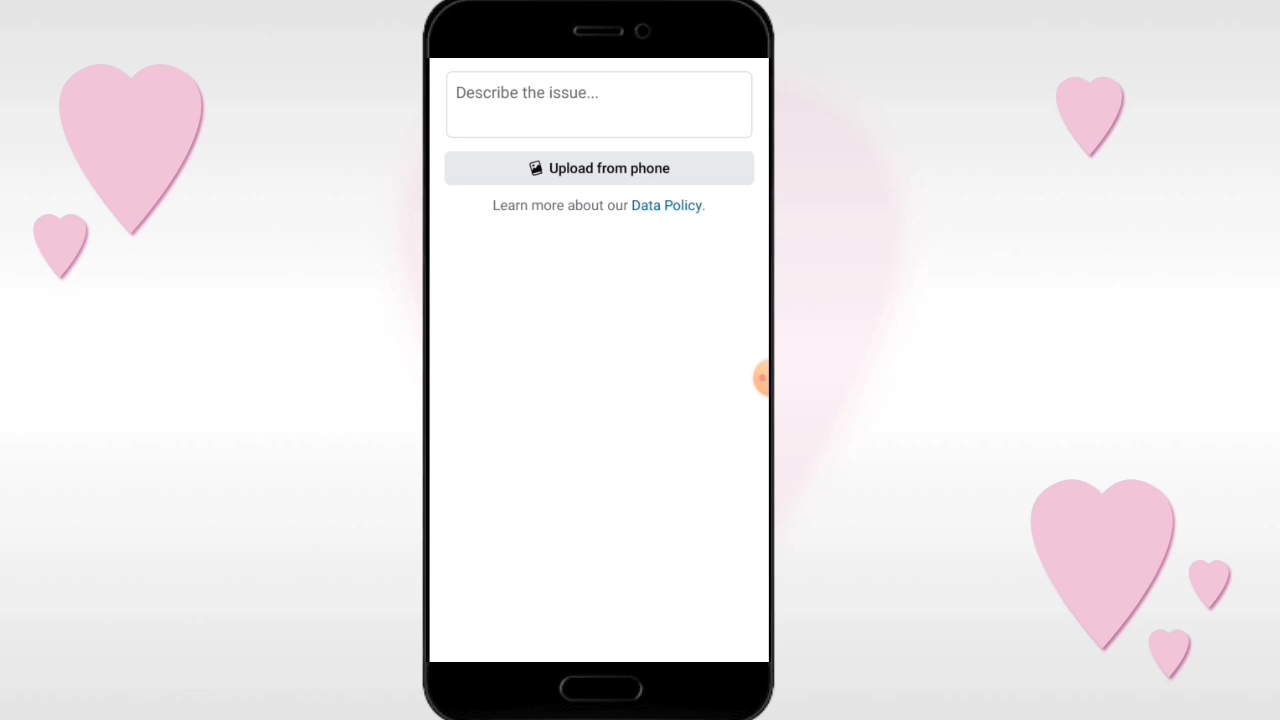 Describe the issue...
Upload from phone
Learn more about our Data Policy.